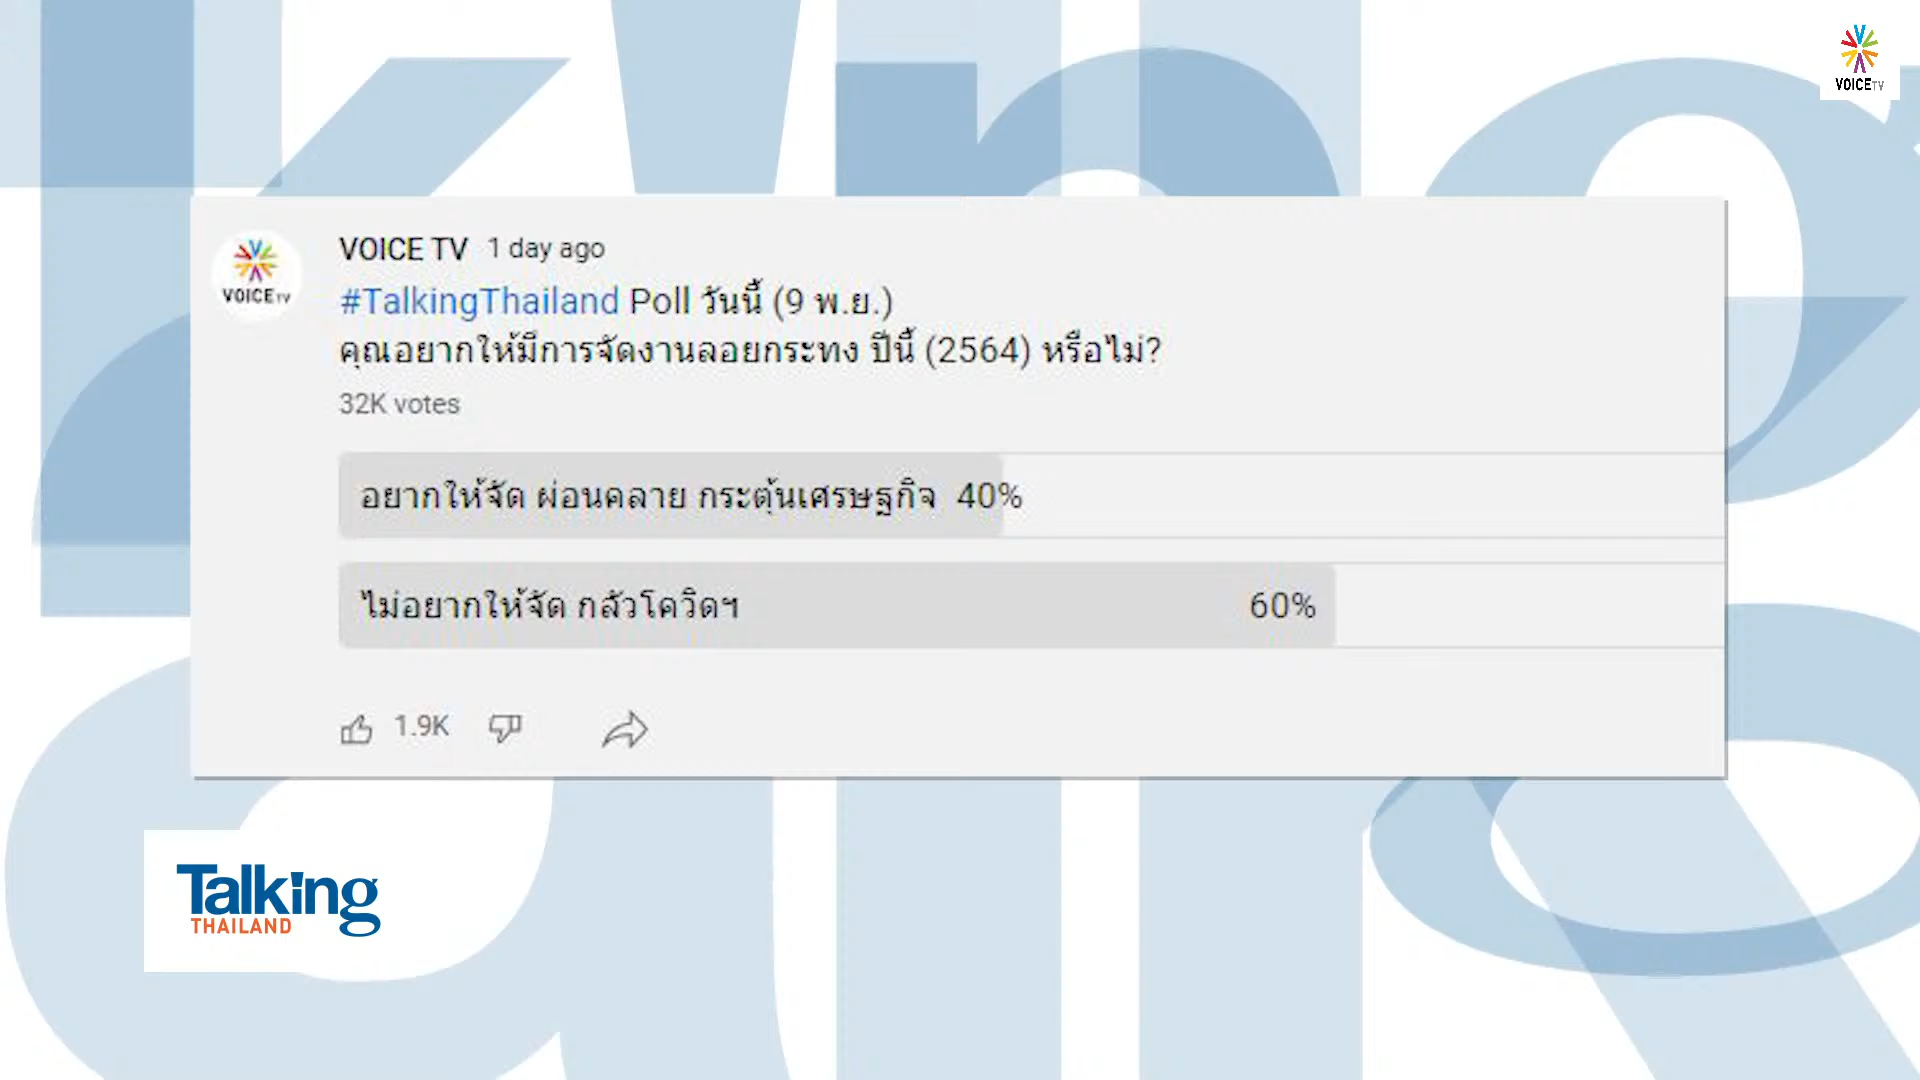 VOICE TV
VOICE TV 1 day ago
VOICE TV
#TalkingThailand Poll วันนี้ (9 พ.ย.)
คุณอยากให้มีการจัดงานลอยกระทง ปีนี้ (2564) หรือไม่?
32K votes
อยากให้จัด ผ่อนคลาย กระตุ้นเศรษฐกิจ 40%
ไม่อยากให้จัด กลัวโควิดฯ 60%
1.9K
Talking
THAILAND